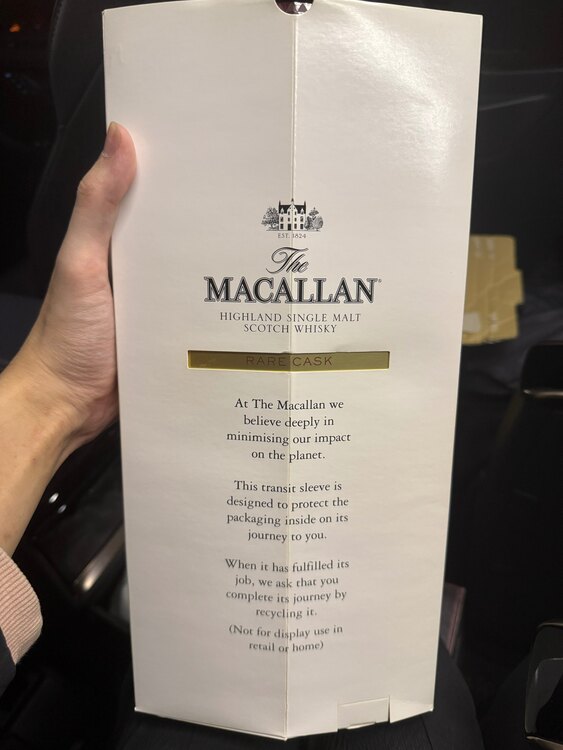 EST. 1824
The
MACALLAN®
HIGHLAND SINGLE MALT
SCOTCH WHISKY
RARE CASK
At The Macallan we
believe deeply in
minimising our impact
on the planet.
This transit sleeve is
designed to protect the
packaging inside on its
journey to you.
When it has fulfilled its
job, we ask that you
complete its journey by
recycling it.
(Not for display use in
retail or home)